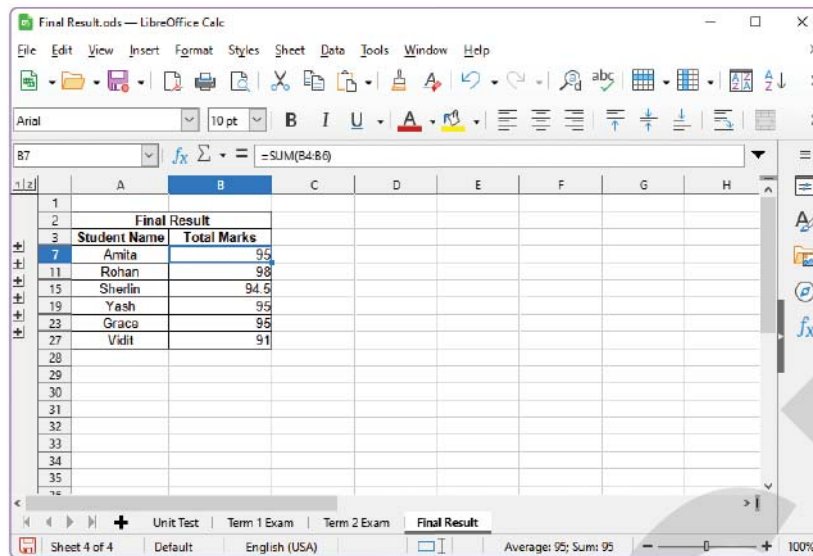 Final Result.ods — LibreOffice Calc
File Edit View Insert Format Styles Sheet Data Tools Window Help
Arial 10 pt B I U A
B7 fx Σ = =SUM(B4:B6)
1 2 A B C D E F G H
1
2 Final Result
3 Student Name Total Marks
7 Amita 95
11 Rohan 98
15 Sherlin 94.5
19 Yash 95
23 Grace 95
27 Vidit 91
28
29
30
31
32
33
34
35
Unit Test Term 1 Exam Term 2 Exam Final Result
Sheet 4 of 4 Default English (USA) Average: 95; Sum: 95 100%